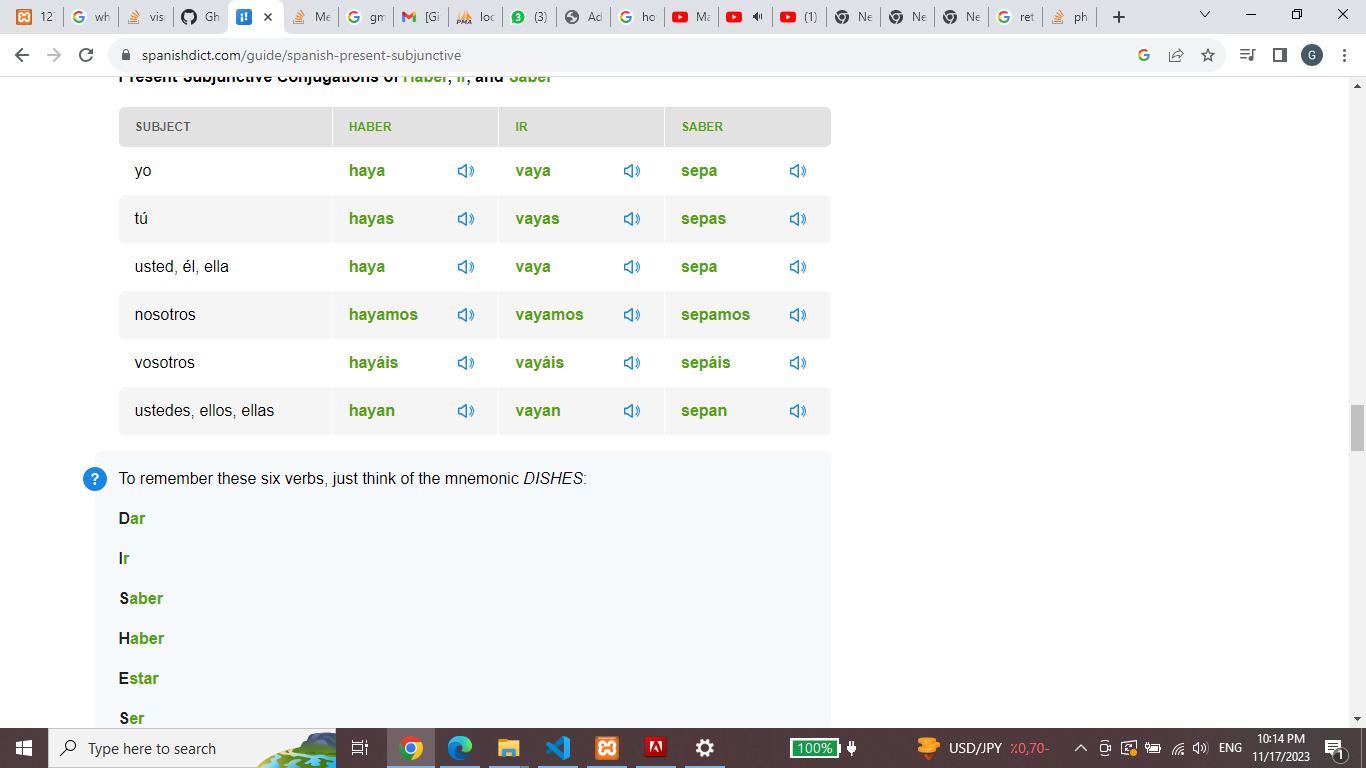 12
wh
vis
Gh
Me
gm
[Gi
loc
(3)
Ad
ho
Ma
(1)
Ne
Ne
Ne
ret
ph
spanishdict.com/guide/spanish-present-subjunctive
G
Present Subjunctive Conjugations of Haber, Ir, and Saber
SUBJECT HABER IR SABER
yo haya vaya sepa
tú hayas vayas sepas
usted, él, ella haya vaya sepa
nosotros hayamos vayamos sepamos
vosotros hayáis vayáis sepáis
ustedes, ellos, ellas hayan vayan sepan
? To remember these six verbs, just think of the mnemonic DISHES:
Dar
Ir
Saber
Haber
Estar
Ser
Type here to search
100%
USD/JPY ٪0,70-
ENG
10:14 PM
11/17/2023
1